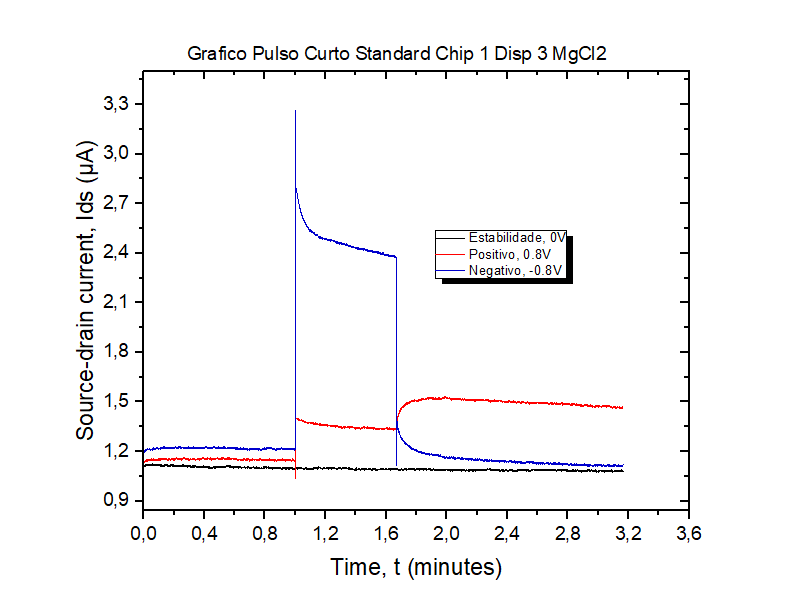 Grafico Pulso Curto Standard Chip 1 Disp 3 MgCl2
Source-drain current, Ids (µA)
3,3
3,0
2,7
2,4
2,1
1,8
1,5
1,2
0,9
Estabilidade, 0V
Positivo, 0.8V
Negativo, -0.8V
0,0 0,4 0,8 1,2 1,6 2,0 2,4 2,8 3,2 3,6
Time, t (minutes)